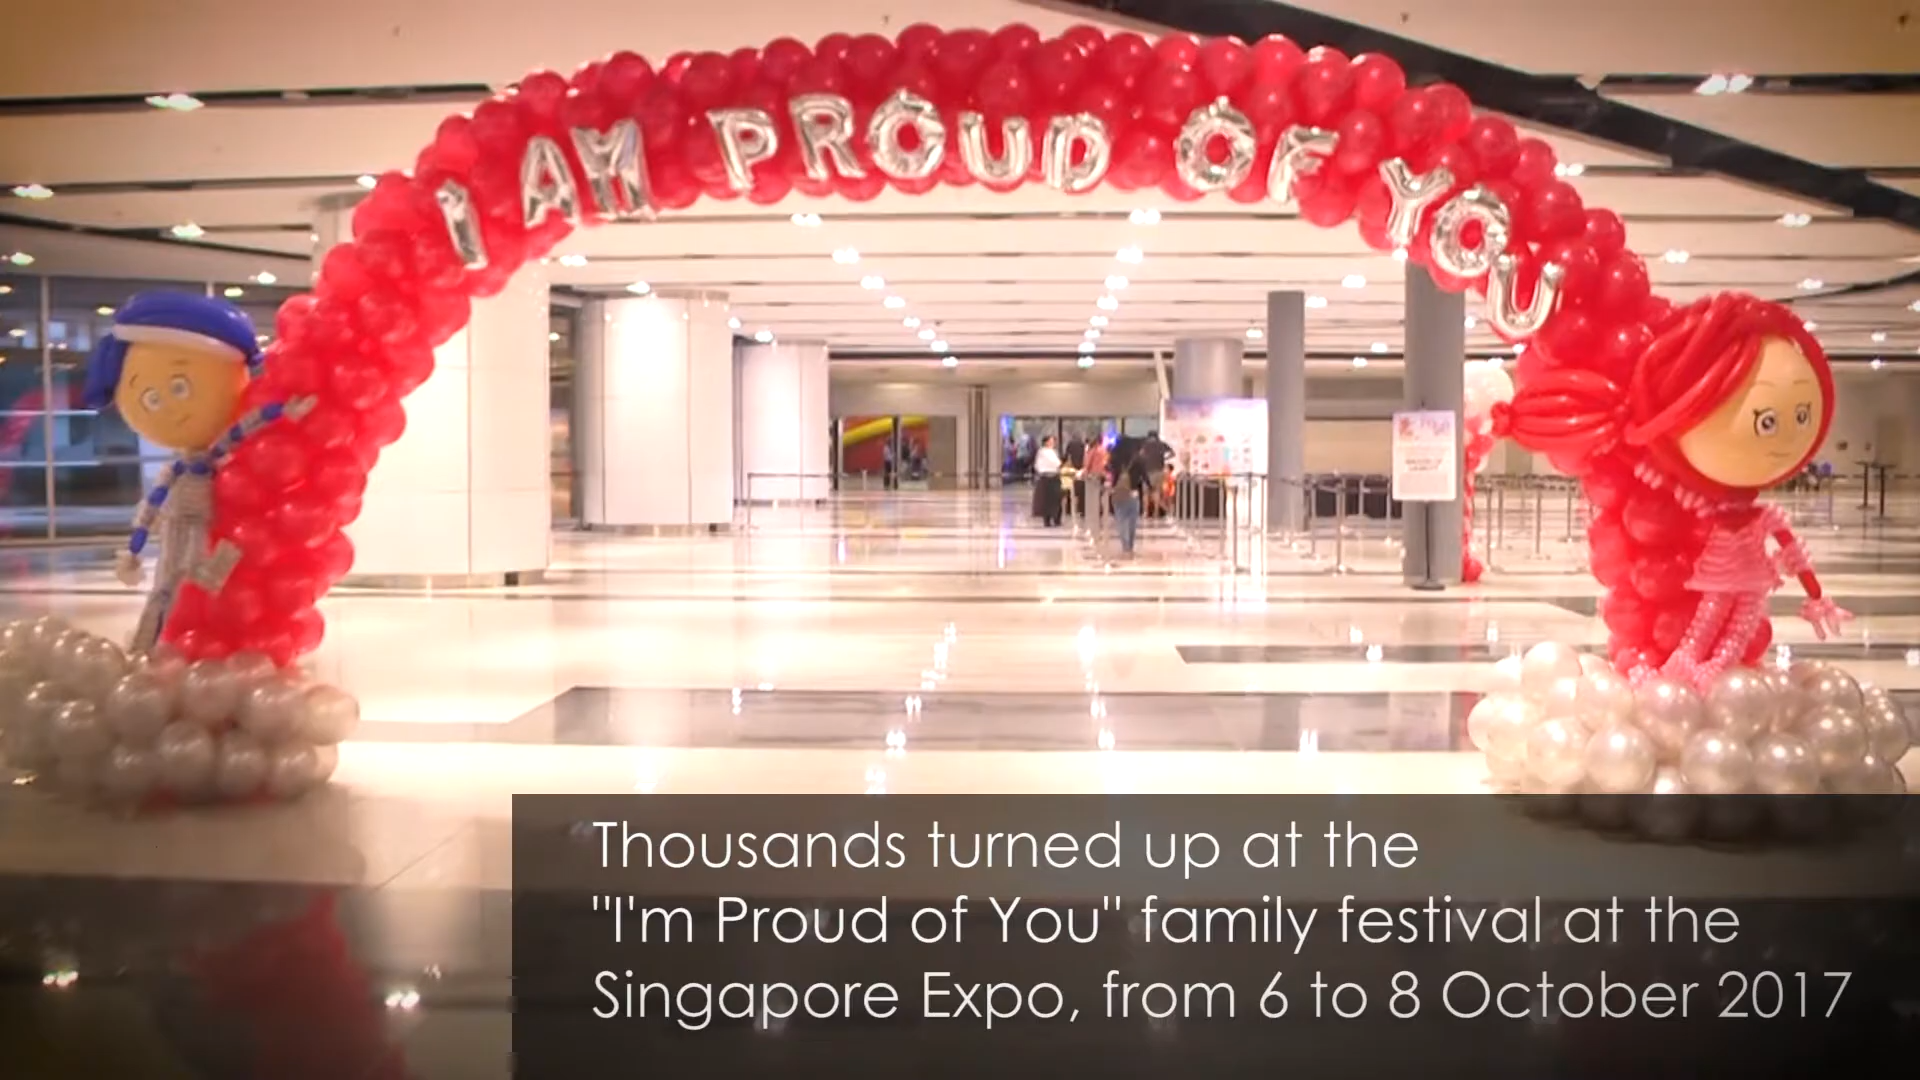 I AM PROUD OF YOU
Thousands turned up at the
"I'm Proud of You" family festival at the
Singapore Expo, from 6 to 8 October 2017